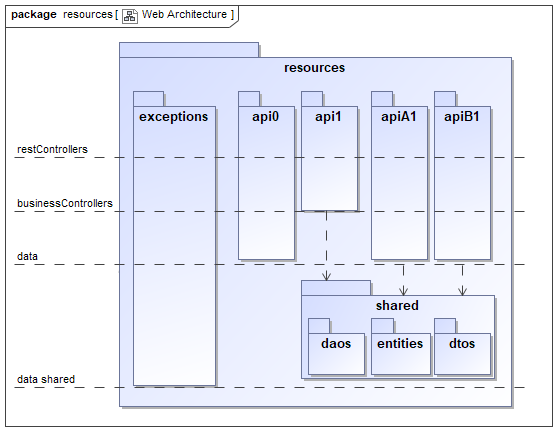 package resources [ Web Architecture ]
resources
exceptions api0 api1 apiA1 apiB1
restControllers
businessControllers
data
shared
daos entities dtos
data shared